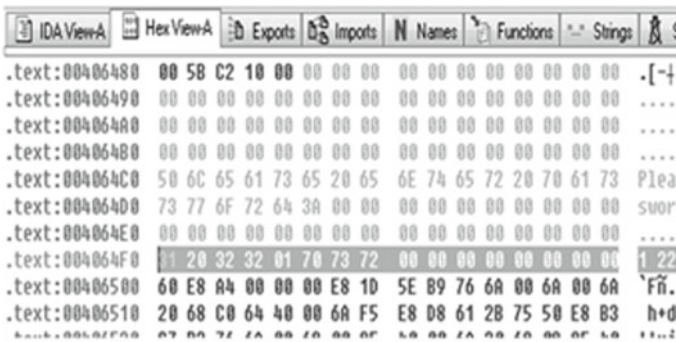 IDA View-A Hex View-A Exports Imports N Names Functions "..." Strings
.text:00406480 00 5B C2 10 00 00 00 00 00 00 00 00 00 00 00 00 .[-
.text:00406490 00 00 00 00 00 00 00 00 00 00 00 00 00 00 00 00 ....
.text:004064A0 00 00 00 00 00 00 00 00 00 00 00 00 00 00 00 00 ....
.text:004064B0 00 00 00 00 00 00 00 00 00 00 00 00 00 00 00 00 ....
.text:004064C0 50 6C 65 61 73 65 20 65 6E 74 65 72 20 70 61 73 Plea
.text:004064D0 73 77 6F 72 64 3A 00 00 00 00 00 00 00 00 00 00 swor
.text:004064E0 00 00 00 00 00 00 00 00 00 00 00 00 00 00 00 00 ....
.text:004064F0 31 20 32 32 01 70 73 72 00 00 00 00 00 00 00 00 1 22
.text:00406500 60 E8 A4 00 00 00 E8 1D 5E B9 76 6A 00 6A 00 6A `Fñ.
.text:00406510 20 68 C0 64 40 00 6A F5 E8 D8 61 2B 75 50 E8 B3 h+d